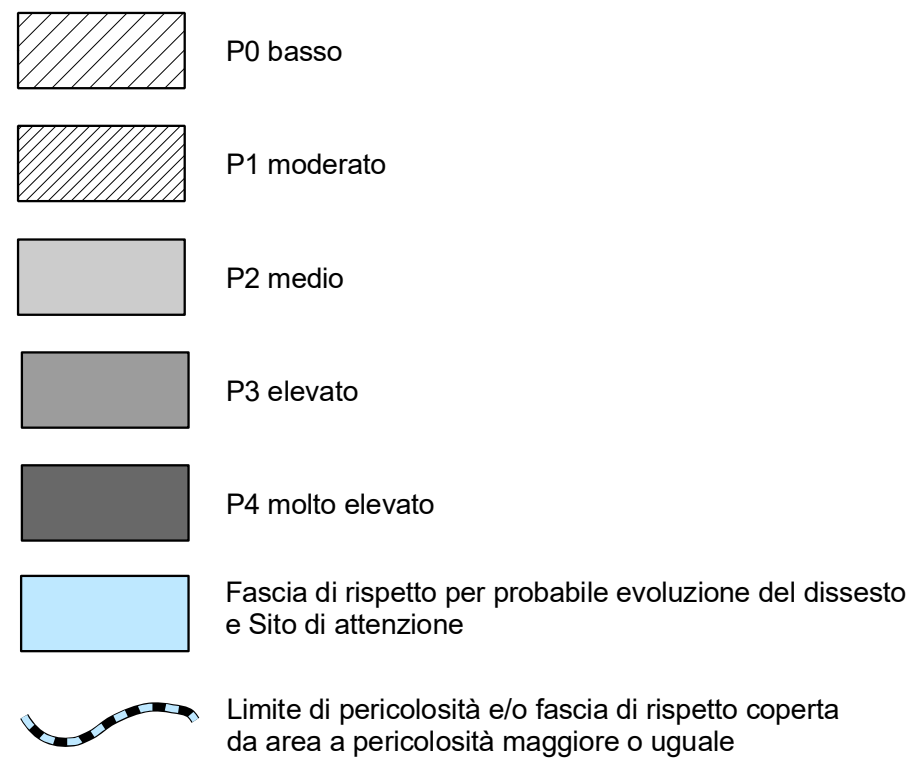 P0 basso
P1 moderato
P2 medio
P3 elevato
P4 molto elevato
Fascia di rispetto per probabile evoluzione del dissesto
e Sito di attenzione
Limite di pericolosità e/o fascia di rispetto coperta
da area a pericolosità maggiore o uguale